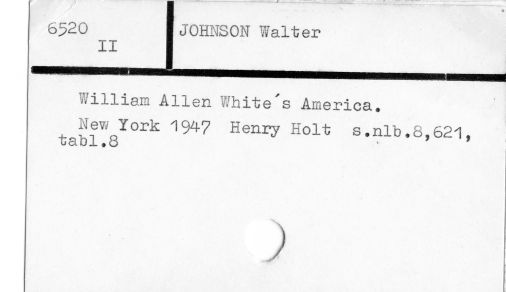 6520
II
JOHNSON Walter
William Allen White´s America.
New York 1947 Henry Holt s.nlb.8,621,
tabl.8